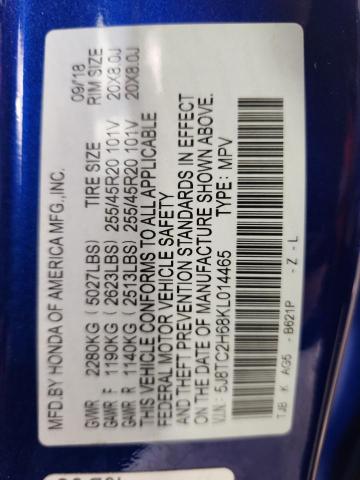 MFD.BY HONDA OF AMERICA MFG.,INC. 09/18
GVWR 2280KG (5027LBS) TIRE SIZE RIM SIZE
GAWR F 1190KG (2623LBS) 255/45R20 101V 20X8.0J
GAWR R 1140KG (2513LBS) 255/45R20 101V 20X8.0J
THIS VEHICLE CONFORMS TO ALL APPLICABLE
FEDERAL MOTOR VEHICLE SAFETY
AND THEFT PREVENTION STANDARDS IN EFFECT
ON THE DATE OF MANUFACTURE SHOWN ABOVE.
V.I.N.: 5J8TC2H68KL014465 TYPE: MPV
TJB K AG5 - B621P - Z - L